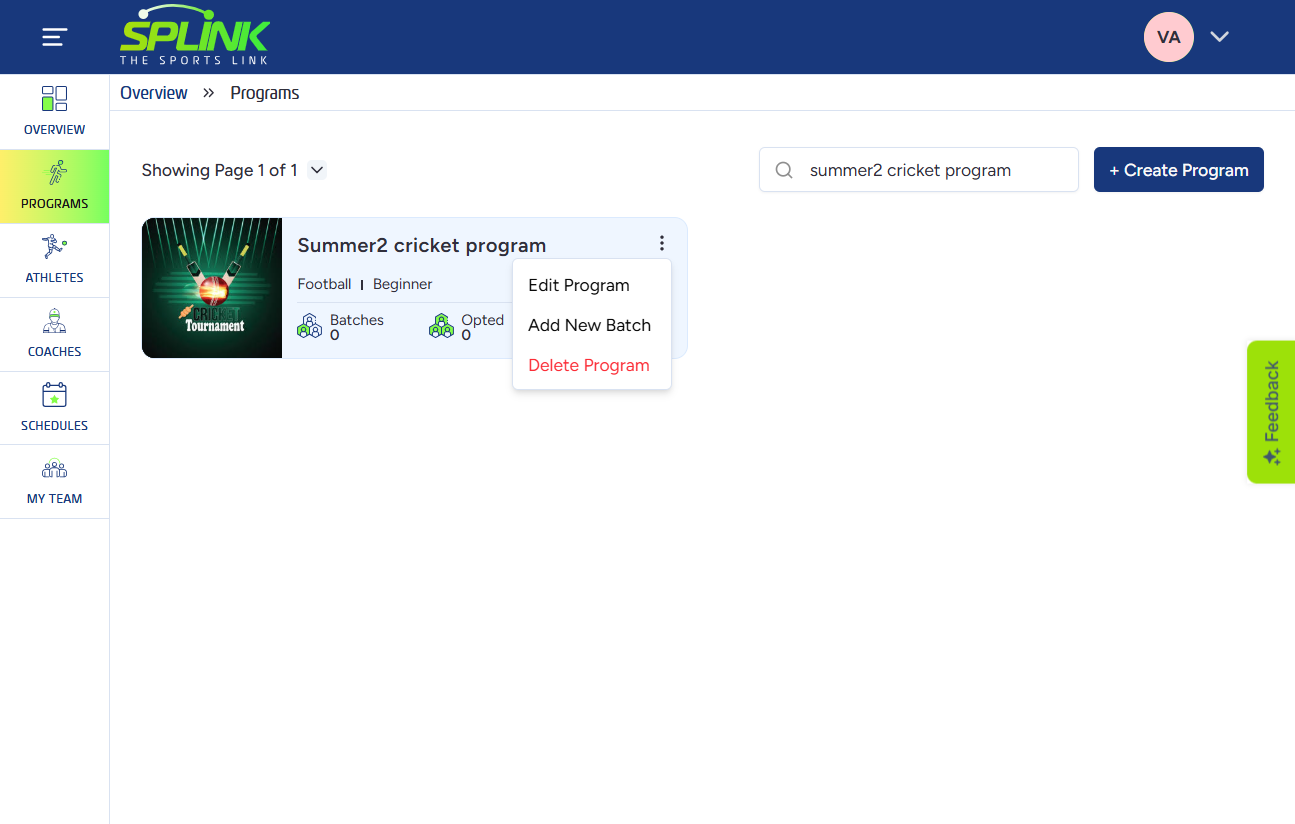 SPLINK
THE SPORTS LINK
VA
OVERVIEW
PROGRAMS
ATHLETES
COACHES
SCHEDULES
MY TEAM
Overview » Programs
Showing Page 1 of 1
summer2 cricket program
+ Create Program
CRICKET
Tournament
Summer2 cricket program
Football | Beginner
Batches
0
Opted
0
Edit Program
Add New Batch
Delete Program
Feedback